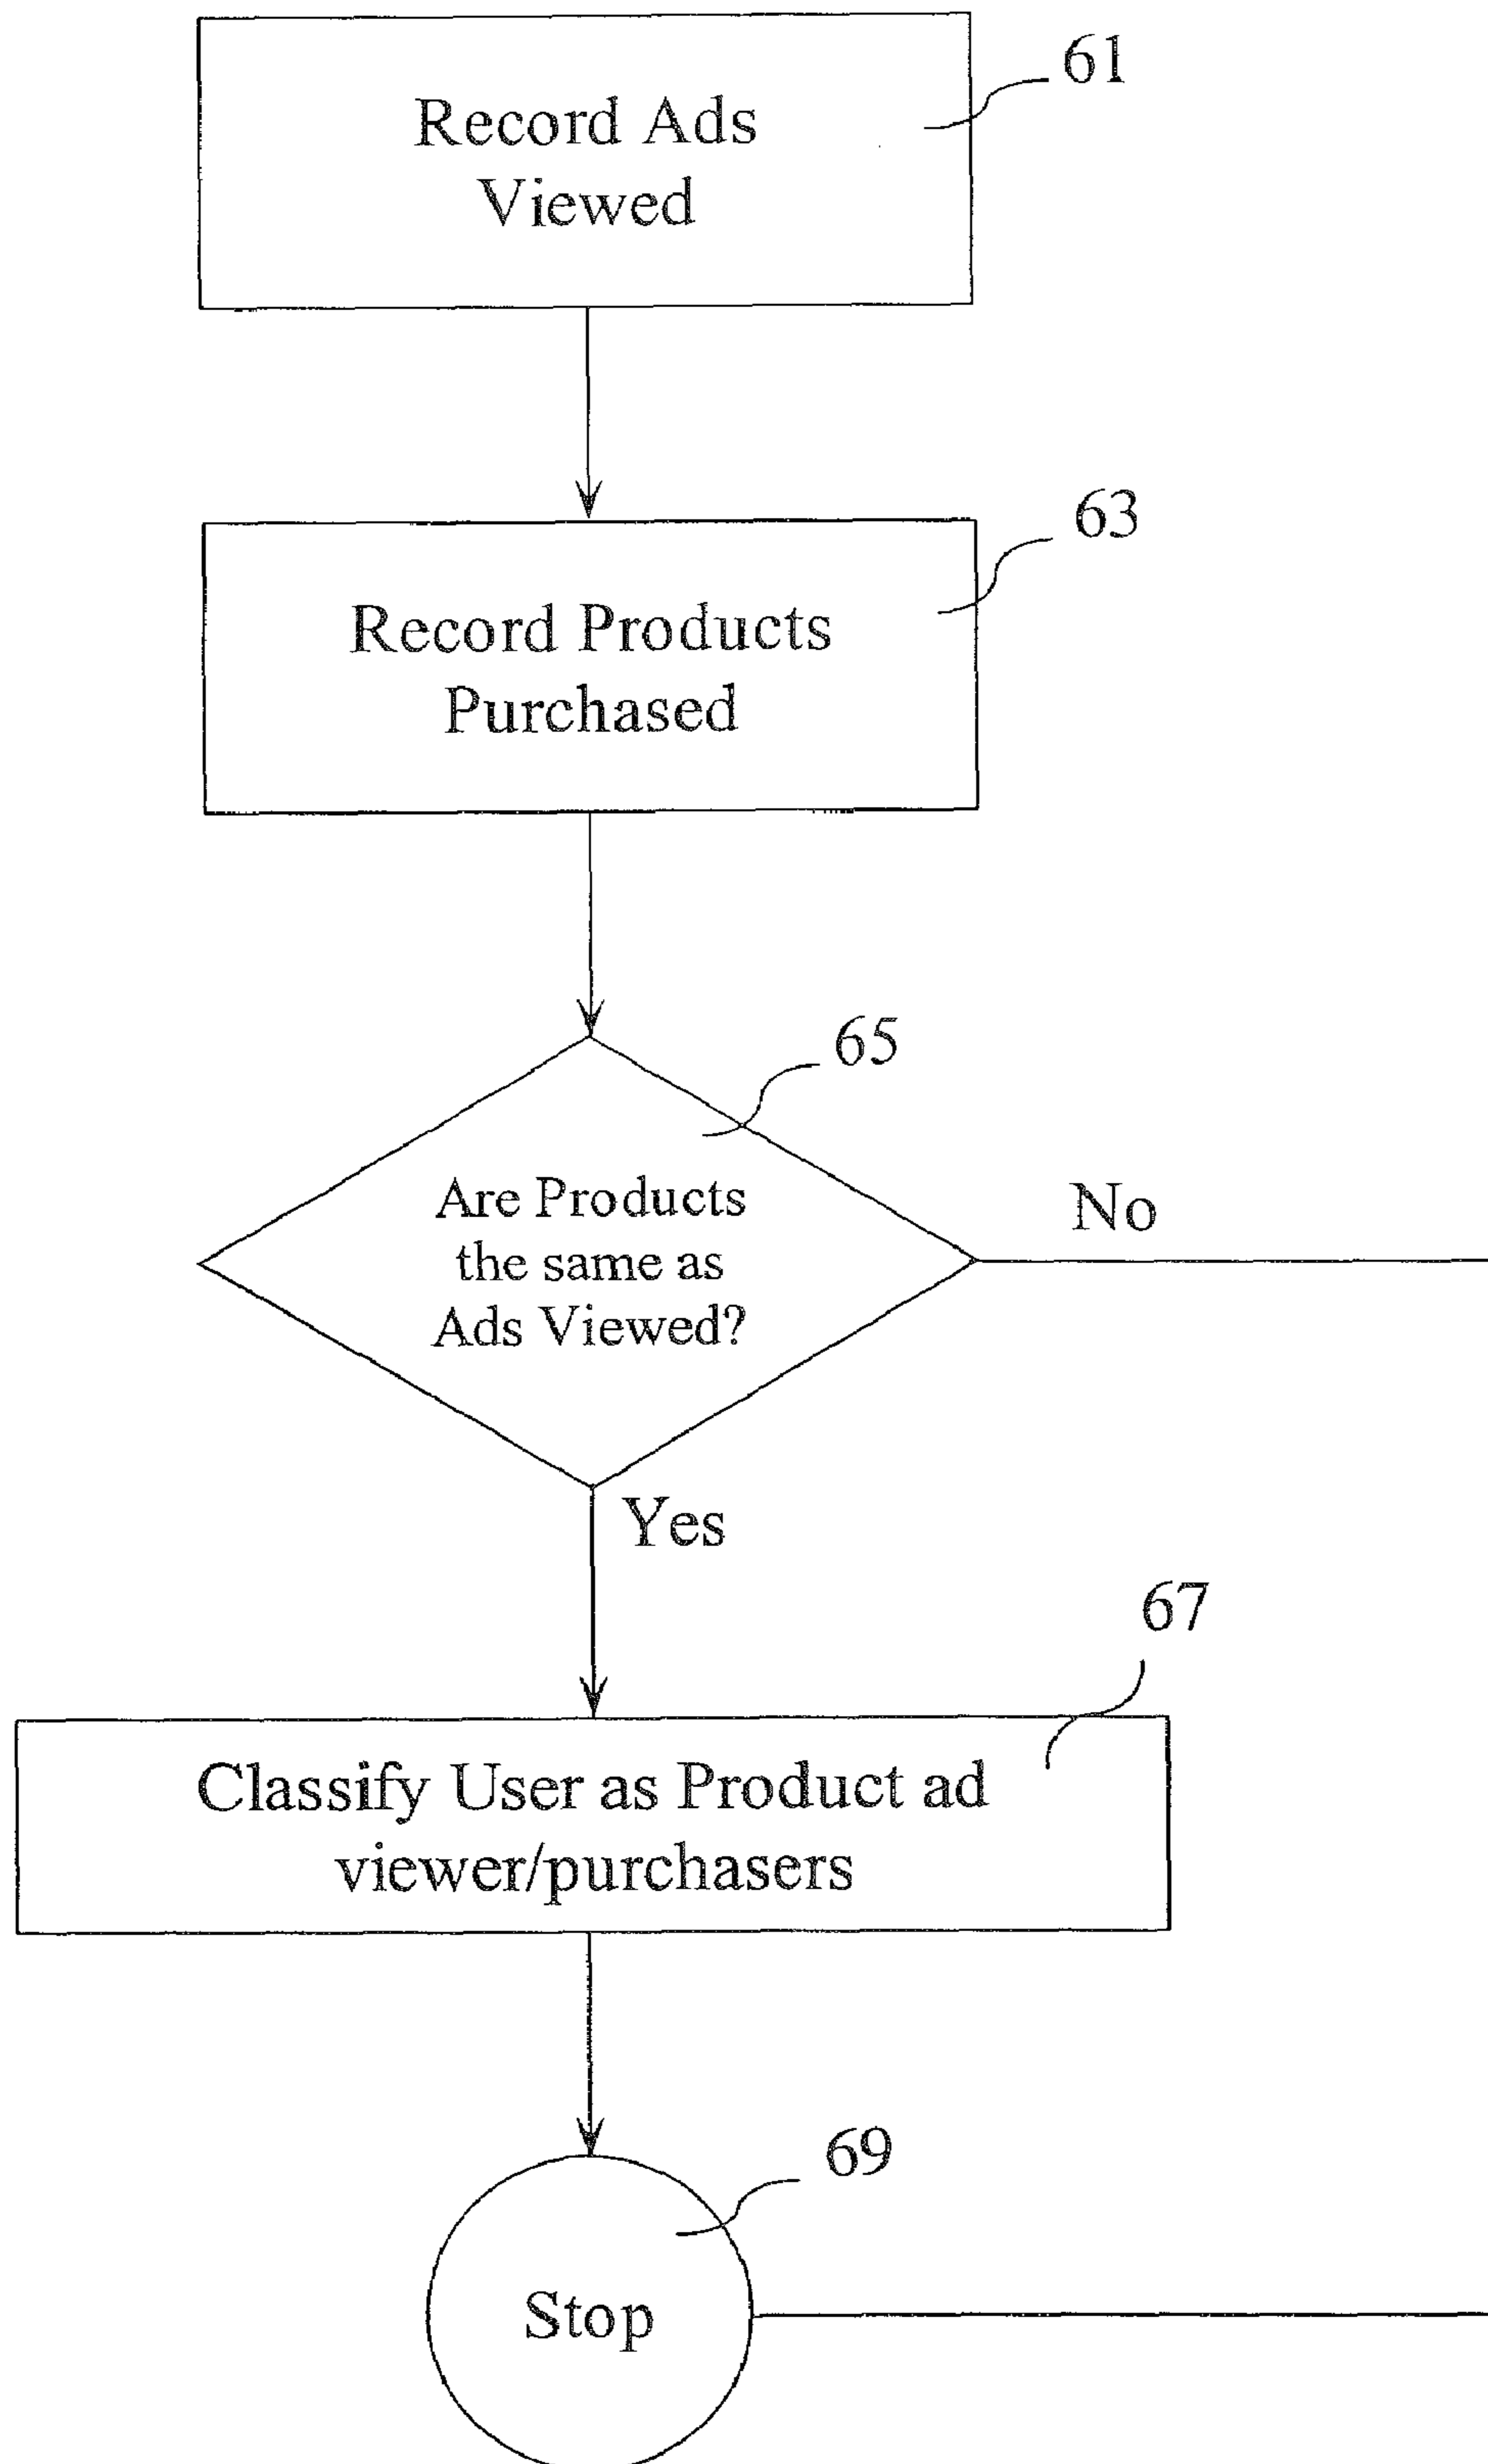 61
Record Ads
Viewed
63
Record Products
Purchased
65
Are Products
the same as
Ads Viewed?
No
Yes
67
Classify User as Product ad
viewer/purchasers
69
Stop